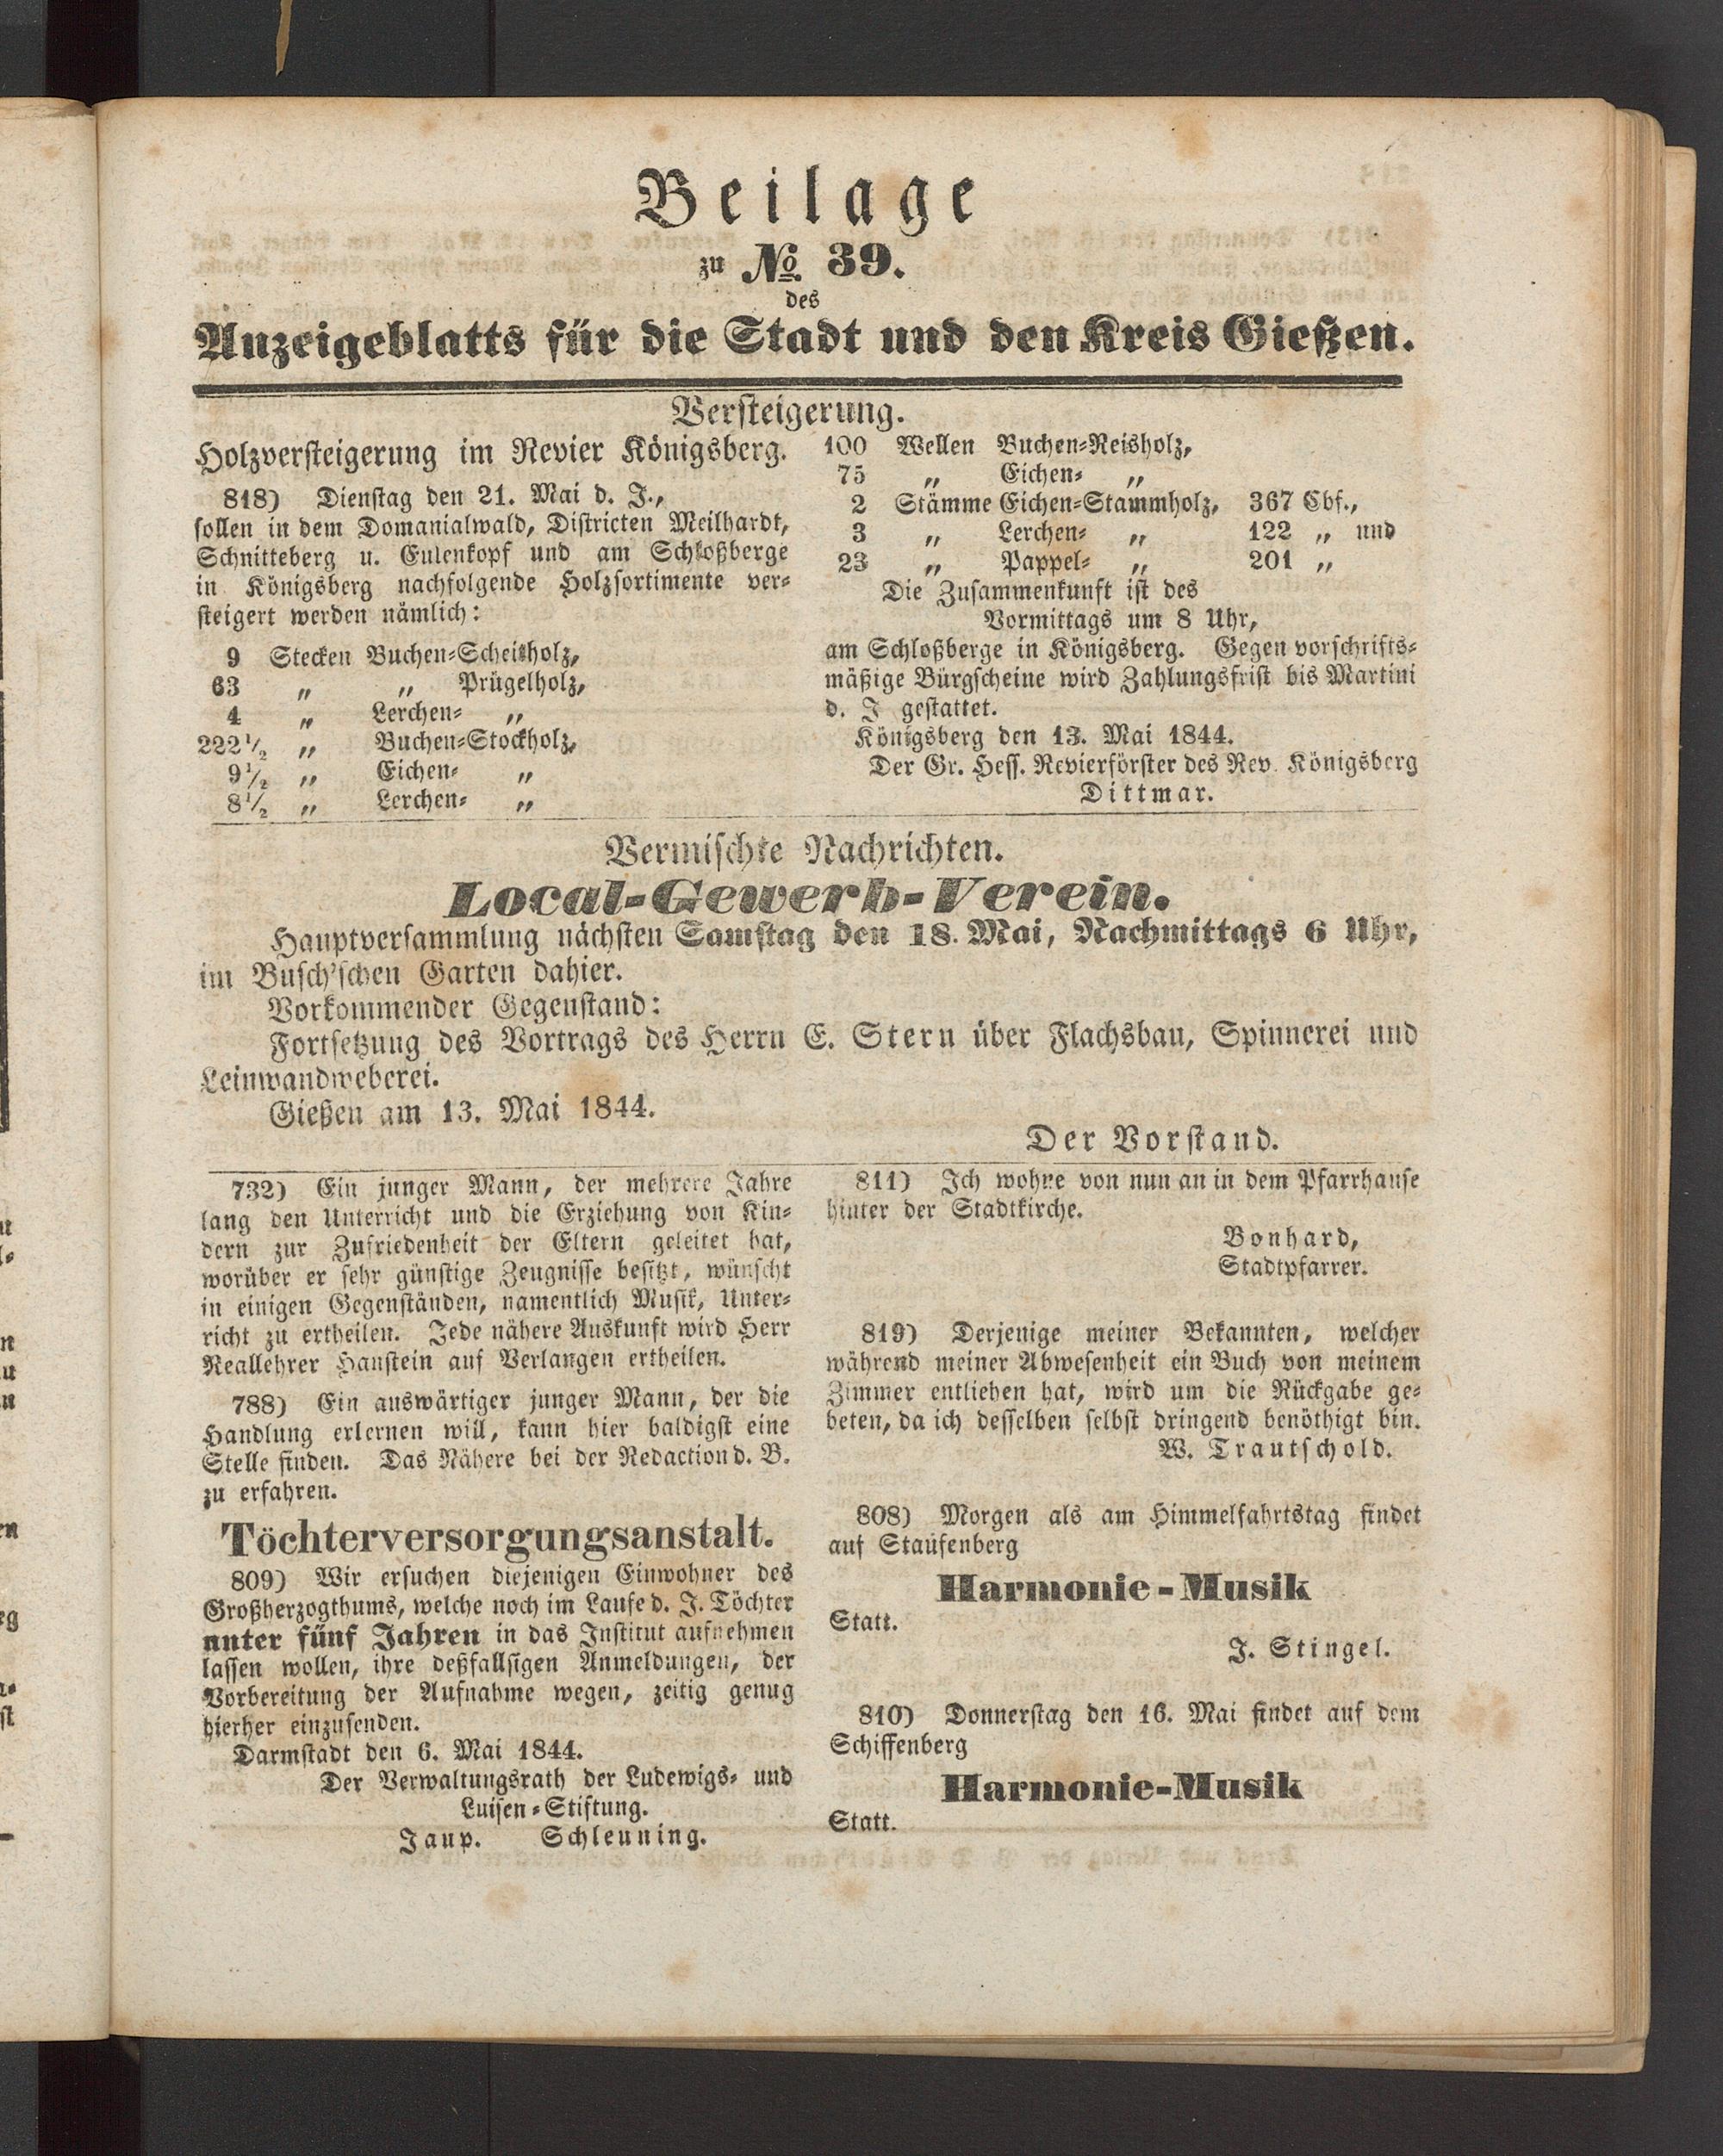 Beilage
zu No. 39.
des
Anzeigeblatts für die Stadt und den Kreis Gießen.
Versteigerung.
Holzversteigerung im Revier Königsberg.
818) Dienstag den 21. Mai d. J.,
sollen in dem Domanialwald, Districten Meilhardt,
Schnitteberg u. Eulenkopf und am Schloßberge
in Königsberg nachfolgende Holzsortimente ver-
steigert werden nämlich:
9 Stecken Buchen-Scheitholz,
63 „ „ Prügelholz,
4 „ Lerchen- „
222½ „ Buchen-Stockholz,
9½ „ Eichen- „
8½ „ Lerchen- „
100 Wellen Buchen-Reisholz,
75 „ Eichen- „
2 Stämme Eichen-Stammholz, 367 Cbf.,
3 „ Lerchen- „ 122 „ und
23 „ Pappel- „ 201 „
Die Zusammenkunft ist des
Vormittags um 8 Uhr,
am Schloßberge in Königsberg. Gegen vorschrifts-
mäßige Bürgscheine wird Zahlungsfrist bis Martini
d. J gestattet.
Königsberg den 13. Mai 1844.
Der Gr. Hess. Revierförster des Rev. Königsberg
Dittmar.
Vermischte Nachrichten.
Local-Gewerb-Verein.
Hauptversammlung nächsten Samstag den 18. Mai, Nachmittags 6 Uhr,
im Busch'schen Garten dahier.
Vorkommender Gegenstand:
Fortsetzung des Vortrags des Herrn E. Stern über Flachsbau, Spinnerei und
Leinwandweberei.
Gießen am 13. Mai 1844.
Der Vorstand.
732) Ein junger Mann, der mehrere Jahre
lang den Unterricht und die Erziehung von Kin-
dern zur Zufriedenheit der Eltern geleitet hat,
worüber er sehr günstige Zeugnisse besitzt, wünscht
in einigen Gegenständen, namentlich Musik, Unter-
richt zu ertheilen. Jede nähere Auskunft wird Herr
Reallehrer Hanstein auf Verlangen ertheilen.
788) Ein auswärtiger junger Mann, der die
Handlung erlernen will, kann hier baldigst eine
Stelle finden. Das Nähere bei der Redaction d. B.
zu erfahren.
Töchterversorgungsanstalt.
809) Wir ersuchen diejenigen Einwohner des
Großherzogthums, welche noch im Laufe d. J. Töchter
unter fünf Jahren in das Institut aufnehmen
lassen wollen, ihre deßfallsigen Anmeldungen, der
Vorbereitung der Aufnahme wegen, zeitig genug
hierher einzusenden.
Darmstadt den 6. Mai 1844.
Der Verwaltungsrath der Ludewigs- und
Luisen-Stiftung.
Jaup. Schleuning.
811) Ich wohne von nun an in dem Pfarrhause
hinter der Stadtkirche.
Bonhard,
Stadtpfarrer.
819) Derjenige meiner Bekannten, welcher
während meiner Abwesenheit ein Buch von meinem
Zimmer entliehen hat, wird um die Rückgabe ge-
beten, da ich desselben selbst dringend benöthigt bin.
W. Trautschold.
808) Morgen als am Himmelfahrtstag findet
auf Staufenberg
Harmonie-Musik
Statt.
J. Stingel.
810) Donnerstag den 16. Mai findet auf dem
Schiffenberg
Harmonie-Musik
Statt.